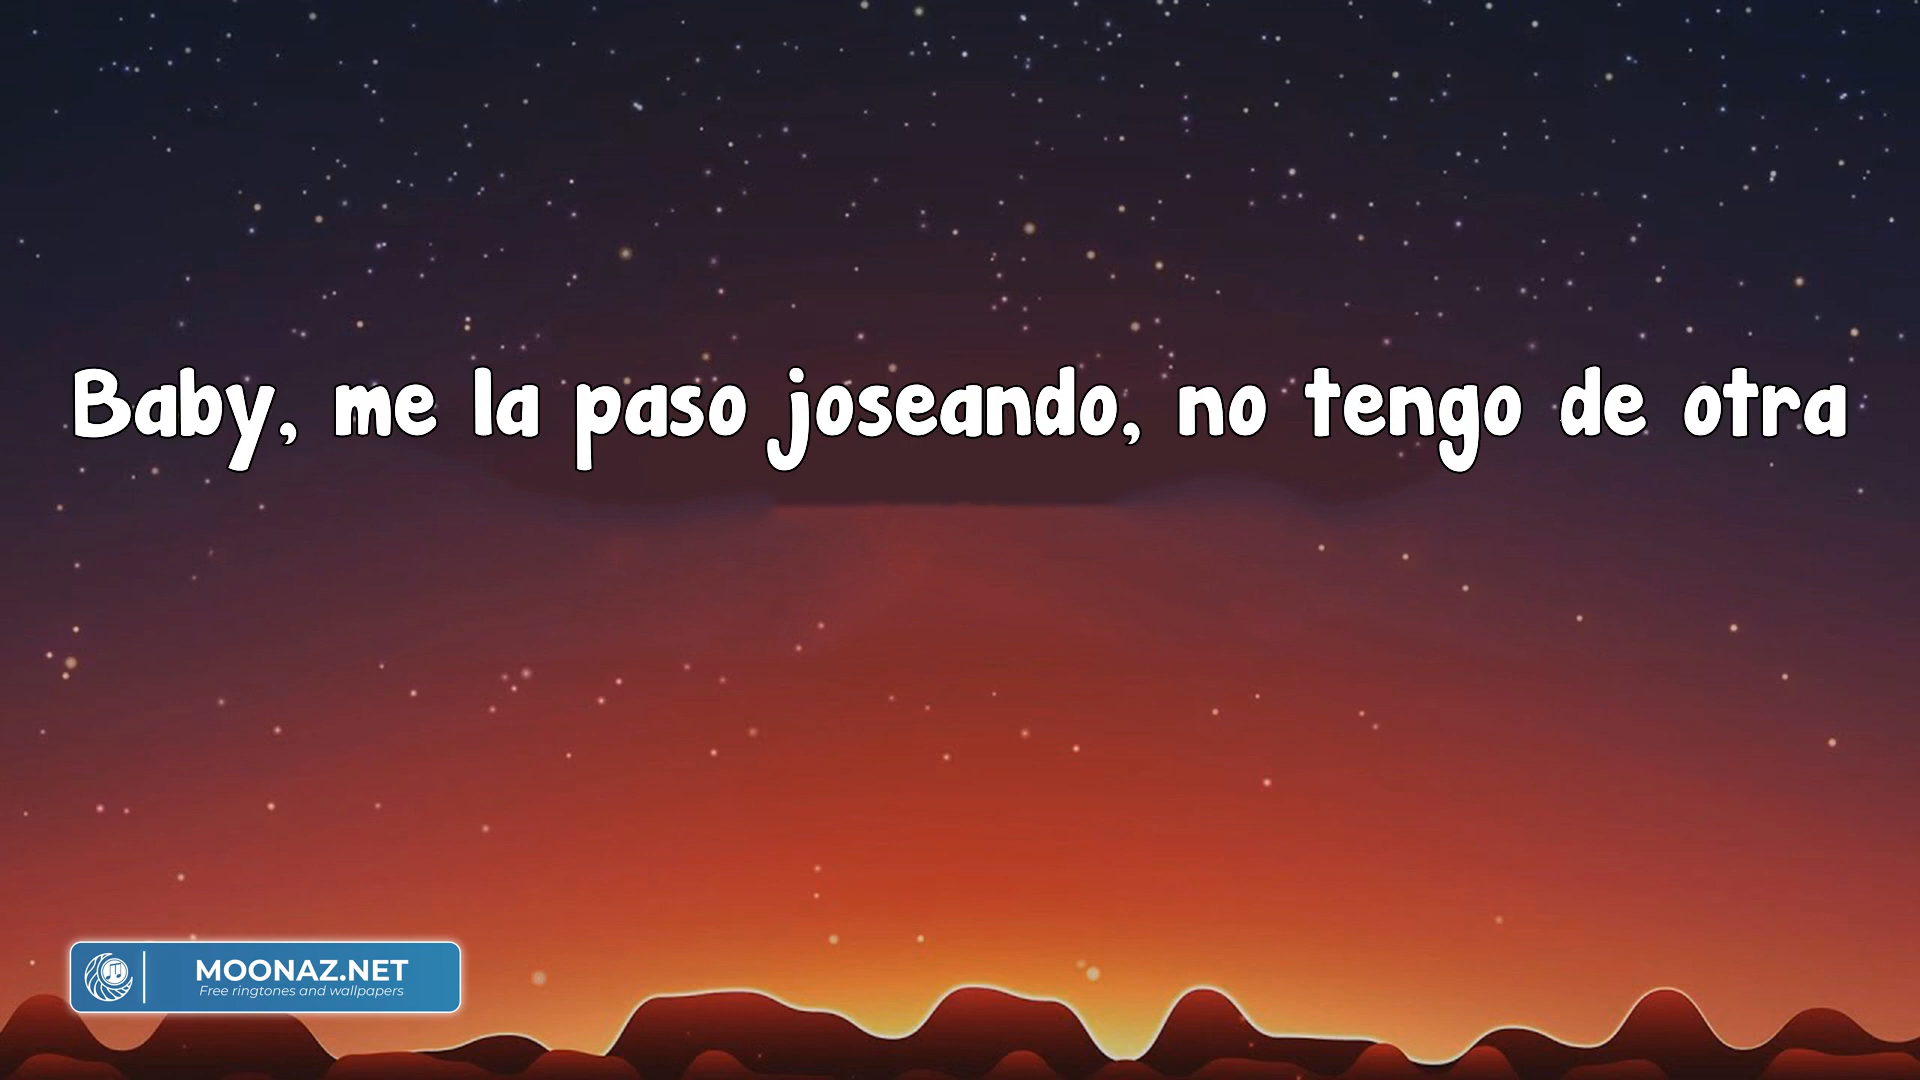 Baby, me la paso joseando, no tengo de otra
MOONAZ.NET
Free ringtones and wallpapers